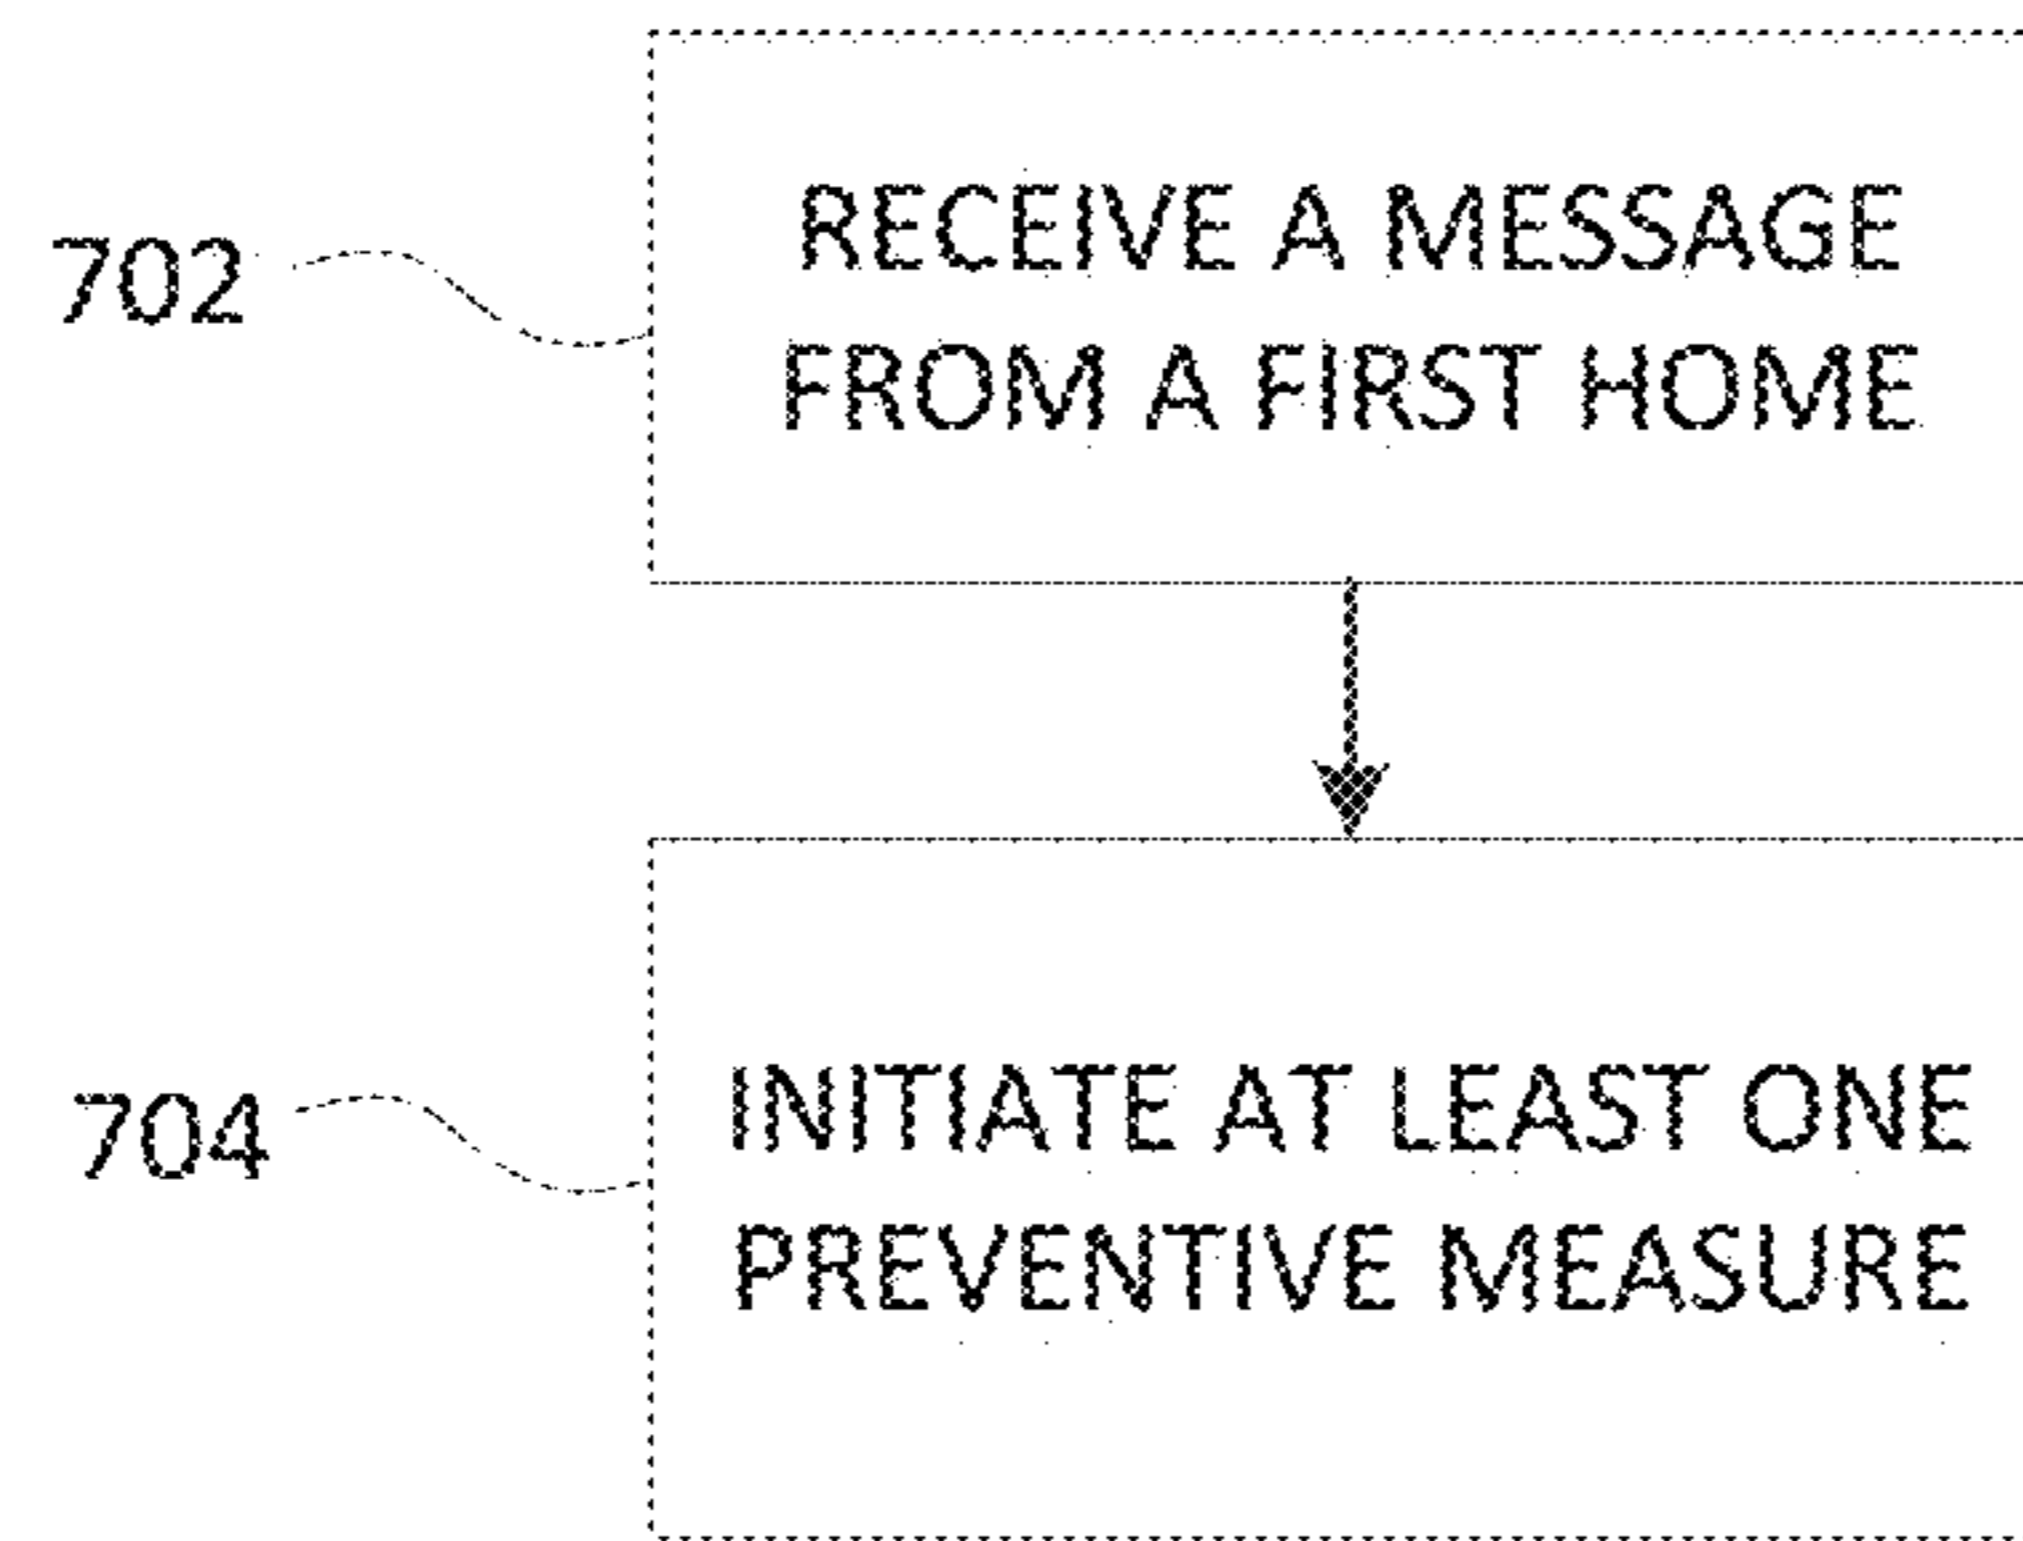 702
RECEIVE A MESSAGE
FROM A FIRST HOME
704
INITIATE AT LEAST ONE
PREVENTIVE MEASURE